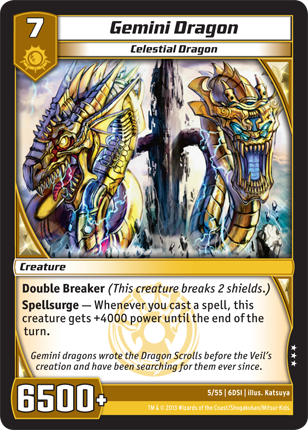 7
Gemini Dragon
Celestial Dragon
Creature
Double Breaker (This creature breaks 2 shields.)
Spellsurge — Whenever you cast a spell, this
creature gets +4000 power until the end of
the turn.
Gemini dragons wrote the Dragon Scrolls before the Veil's
creation and have been searching for them ever since.
6500+
5/55 | 6DSI | illus. Katsuya
TM & © 2013 Wizards of the Coast/Shogakukan/Mitsui-Kids